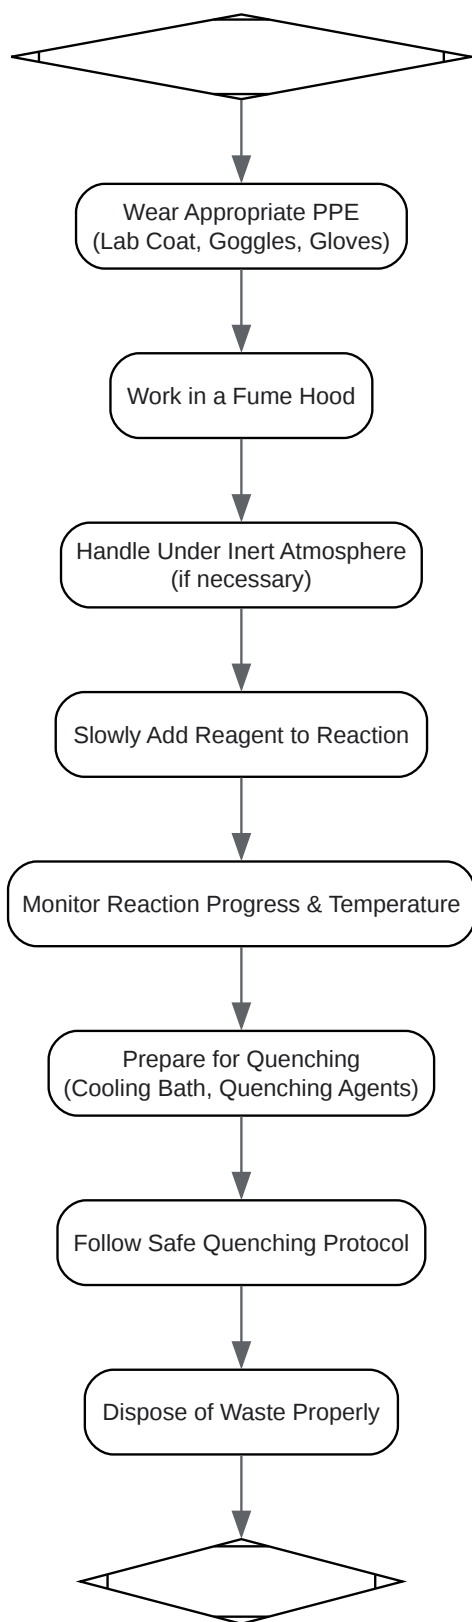 Wear Appropriate PPE
(Lab Coat, Goggles, Gloves)
Work in a Fume Hood
Handle Under Inert Atmosphere
(if necessary)
Slowly Add Reagent to Reaction
Monitor Reaction Progress & Temperature
Prepare for Quenching
(Cooling Bath, Quenching Agents)
Follow Safe Quenching Protocol
Dispose of Waste Properly